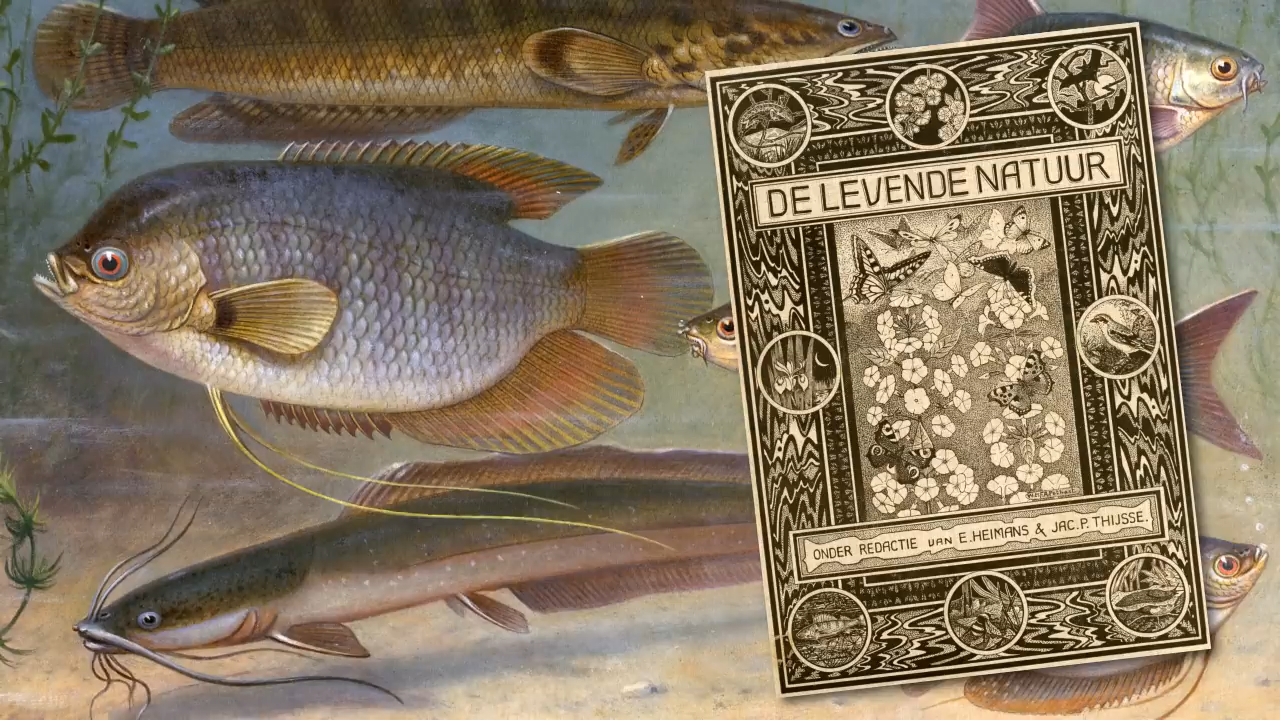 DE LEVENDE NATUUR
ONDER REDACTIE van E.HEIMANS & JAC.P. THIJSSE.